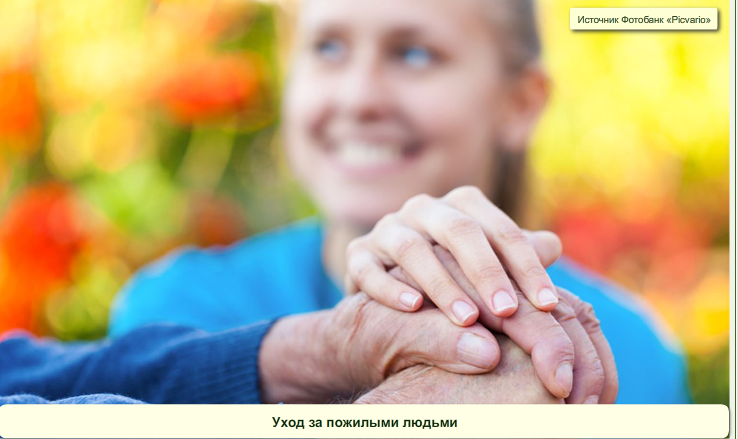 Источник Фотобанк «Picvario»
Уход за пожилыми людьми